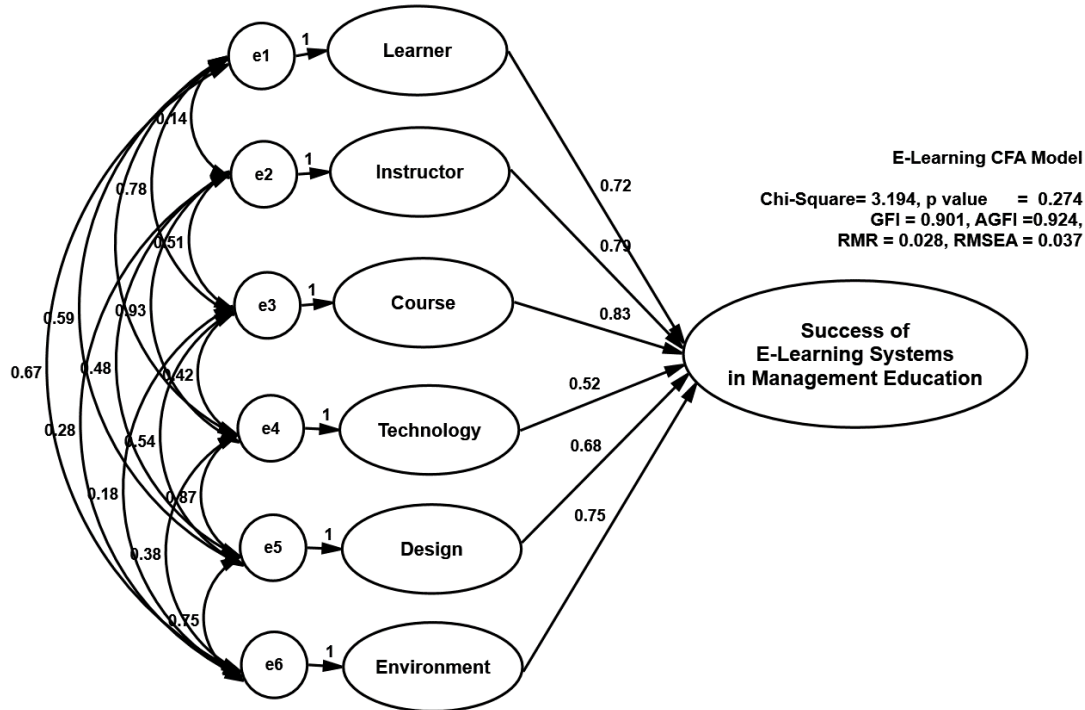 e1
1
Learner
0.14
e2
1
Instructor
0.72
E-Learning CFA Model
Chi-Square= 3.194, p value = 0.274
GFI = 0.901, AGFI =0.924,
RMR = 0.028, RMSEA = 0.037
0.78
0.51
0.79
e3
1
Course
0.83
0.59
0.93
Success of
E-Learning Systems
in Management Education
0.67
0.48
0.42
0.52
0.28
0.54
e4
1
Technology
0.68
0.18
0.87
0.75
0.38
e5
1
Design
0.75
e6
1
Environment